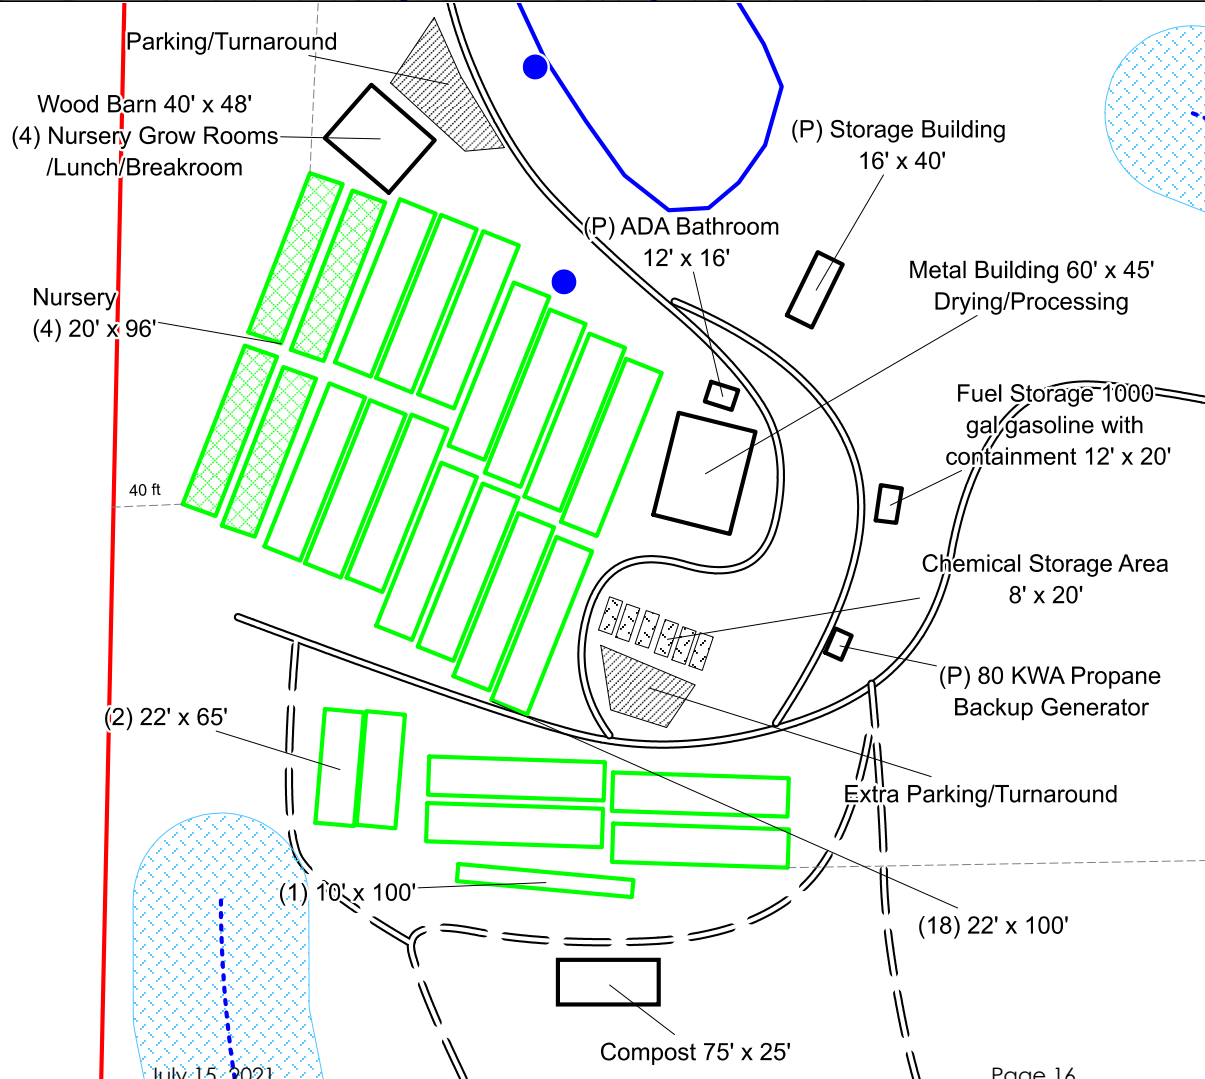 Parking/Turnaround
Wood Barn 40' x 48'
(4) Nursery Grow Rooms
/Lunch/Breakroom
(P) Storage Building
16' x 40'
(P) ADA Bathroom
12' x 16'
Metal Building 60' x 45'
Drying/Processing
Nursery
(4) 20' x 96'
Fuel Storage 1000
gal gasoline with
containment 12' x 20'
40 ft
Chemical Storage Area
8' x 20'
(P) 80 KWA Propane
Backup Generator
(2) 22' x 65'
Extra Parking/Turnaround
(1) 10' x 100'
(18) 22' x 100'
Compost 75' x 25'
July 15, 2021
Page 16